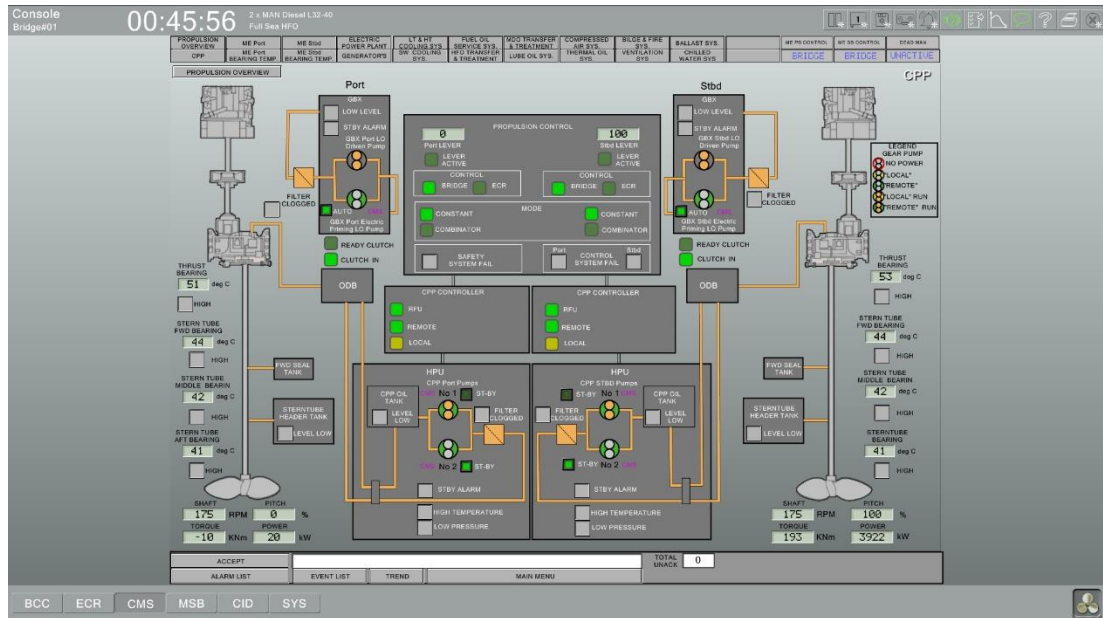 Console
Bridge#01
00:45:56
2 x MAN Diesel L32-40
Full Sea
HFO
PROPULSION OVERVIEW
ME Port
ME Stbd
ELECTRIC POWER PLANT
LT & HT COOLING SYS
FUEL OIL SERVICE SYS.
MDO TRANSFER & TREATMENT
COMPRESSED AIR SYS.
BILGE & FIRE SYS.
BALLAST SYS.
CPP
ME Port BEARING TEMP
ME Stbd BEARING TEMP
GENERATORS
SW COOLING SYS.
HFO TRANSFER & TREATMENT
LUBE OIL SYS.
THERMAL OIL SYS.
VENTILATION SYS
CHILLED WATER SYS
ME PS CONTROL
ME SB CONTROL
DEAD MAN
BRIDGE
BRIDGE
UNACTIVE
PROPULSION OVERVIEW
CPP
Port
GBX
LOW LEVEL
STBY ALARM
GBX Port LO
Driven Pump
FILTER
CLOGGED
AUTO
CMS
GBX Port Electric
Priming LO Pump
READY CLUTCH
CLUTCH IN
ODB
PROPULSION CONTROL
0
100
Port LEVER
Stbd LEVER
LEVER
ACTIVE
LEVER
ACTIVE
CONTROL
BRIDGE
ECR
CONTROL
BRIDGE
ECR
MODE
CONSTANT
CONSTANT
COMBINATOR
COMBINATOR
SAFETY
SYSTEM FAIL
Port
Stbd
CONTROL
SYSTEM FAIL
CPP CONTROLLER
RFU
REMOTE
LOCAL
CPP CONTROLLER
RFU
REMOTE
LOCAL
Stbd
GBX
LOW LEVEL
STBY ALARM
GBX Stbd LO
Driven Pump
FILTER
CLOGGED
AUTO
CMS
GBX Stbd Electric
Priming LO Pump
READY CLUTCH
CLUTCH IN
ODB
LEGEND
GEAR PUMP
NO POWER
"LOCAL"
"REMOTE"
"LOCAL" RUN
"REMOTE" RUN
THRUST
BEARING
51 deg C
HIGH
STERN TUBE
FWD BEARING
44 deg C
HIGH
STERN TUBE
MIDDLE BEARIN
42 deg C
HIGH
STERN TUBE
AFT BEARING
41 deg C
HIGH
FWD SEAL
TANK
STERNTUBE
HEADER TANK
LEVEL LOW
SHAFT
PITCH
175 RPM
0 %
TORQUE
POWER
-10 KNm
20 kW
HPU
CPP Port Pumps
CPP OIL
TANK
LEVEL
LOW
CMS No 1 ST-BY
FILTER
CLOGGED
CMS No 2 ST-BY
STBY ALARM
HIGH TEMPERATURE
LOW PRESSURE
HPU
CPP STBD Pumps
ST-BY No 1 CMS
CPP OIL
TANK
FILTER
CLOGGED
LEVEL
LOW
ST-BY No 2 CMS
STBY ALARM
HIGH TEMPERATURE
LOW PRESSURE
THRUST
BEARING
53 deg C
HIGH
STERN TUBE
FWD BEARING
44 deg C
HIGH
STERN TUBE
MIDDLE BEARIN
42 deg C
HIGH
STERNTUBE
BEARING
41 deg C
HIGH
FWD SEAL
TANK
STERNTUBE
HEADER TANK
LEVEL LOW
SHAFT
PITCH
175 RPM
100 %
TORQUE
POWER
193 KNm
3922 kW
ACCEPT
TOTAL
UNACK
0
ALARM LIST
EVENT LIST
TREND
MAIN MENU
BCC
ECR
CMS
MSB
CID
SYS